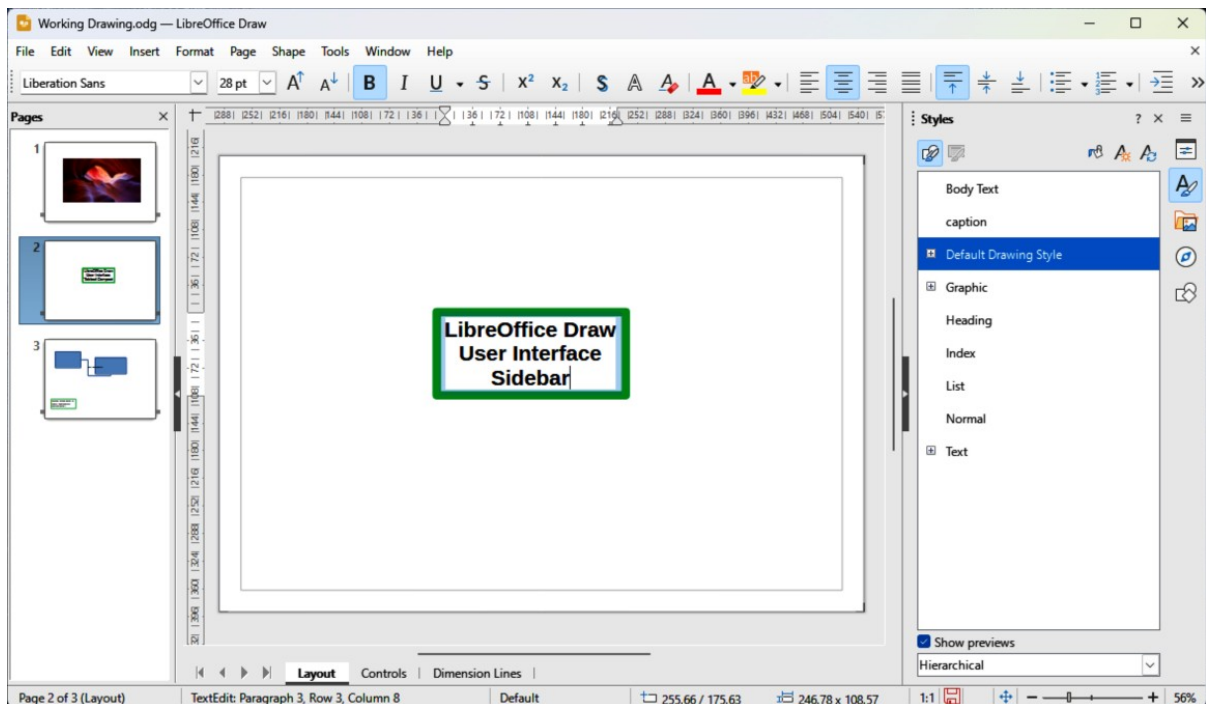 Working Drawing.odg — LibreOffice Draw
File Edit View Insert Format Page Shape Tools Window Help
Liberation Sans 28 pt
Pages
1
2
3
LibreOffice Draw
User Interface
Sidebar
Styles
Body Text
caption
Default Drawing Style
Graphic
Heading
Index
List
Normal
Text
Show previews
Hierarchical
Layout Controls Dimension Lines
Page 2 of 3 (Layout) TextEdit: Paragraph 3, Row 3, Column 8 Default 255.66 / 175.63 246.78 x 108.57 1:1 56%